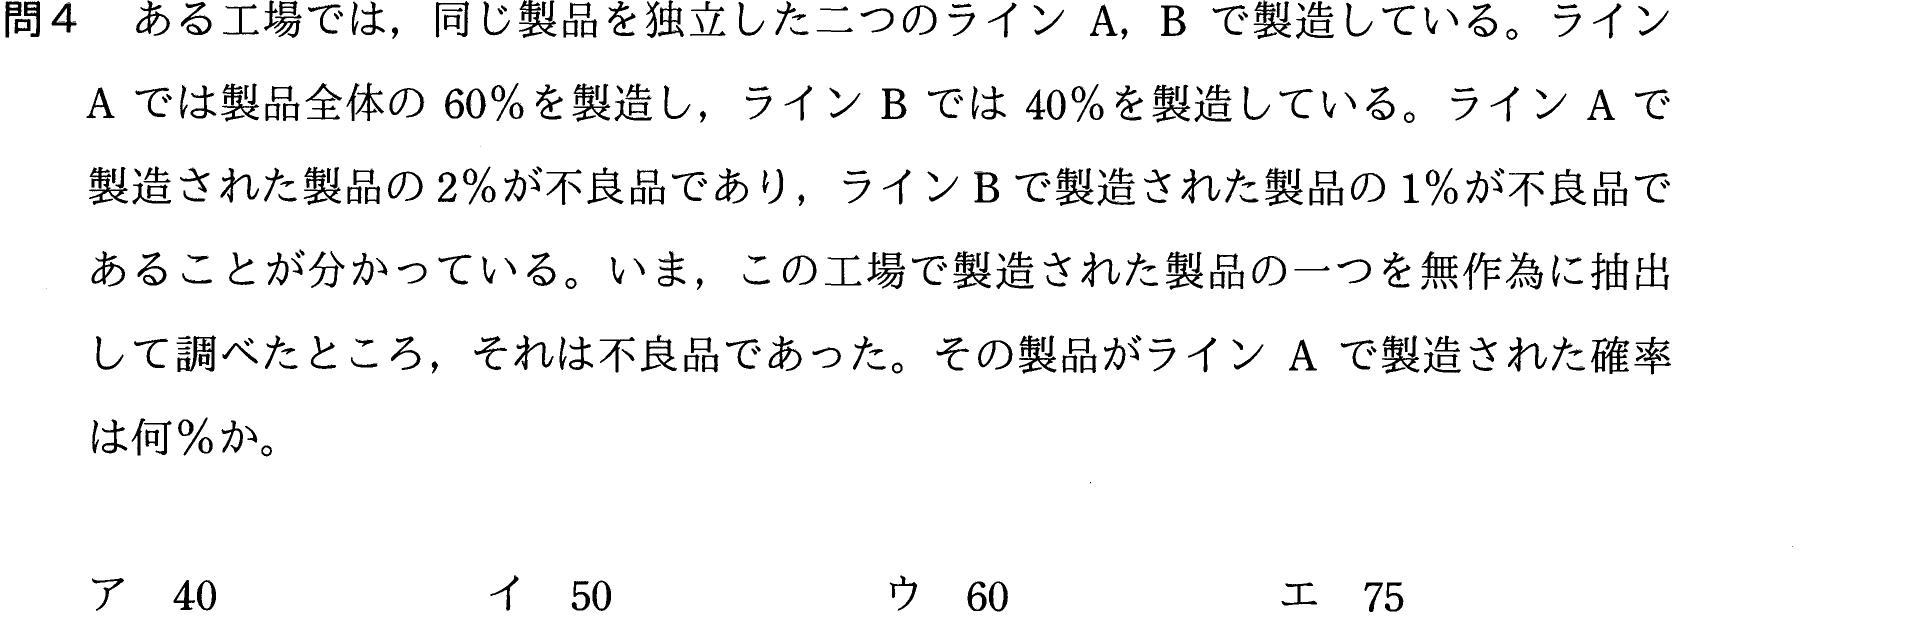 問4　ある工場では，同じ製品を独立した二つのライン A，B で製造している。ライン
A では製品全体の 60%を製造し，ライン B では 40%を製造している。ライン A で
製造された製品の 2%が不良品であり，ライン B で製造された製品の 1%が不良品で
あることが分かっている。いま，この工場で製造された製品の一つを無作為に抽出
して調べたところ，それは不良品であった。その製品がライン A で製造された確率
は何%か。
ア　40　イ　50　ウ　60　エ　75